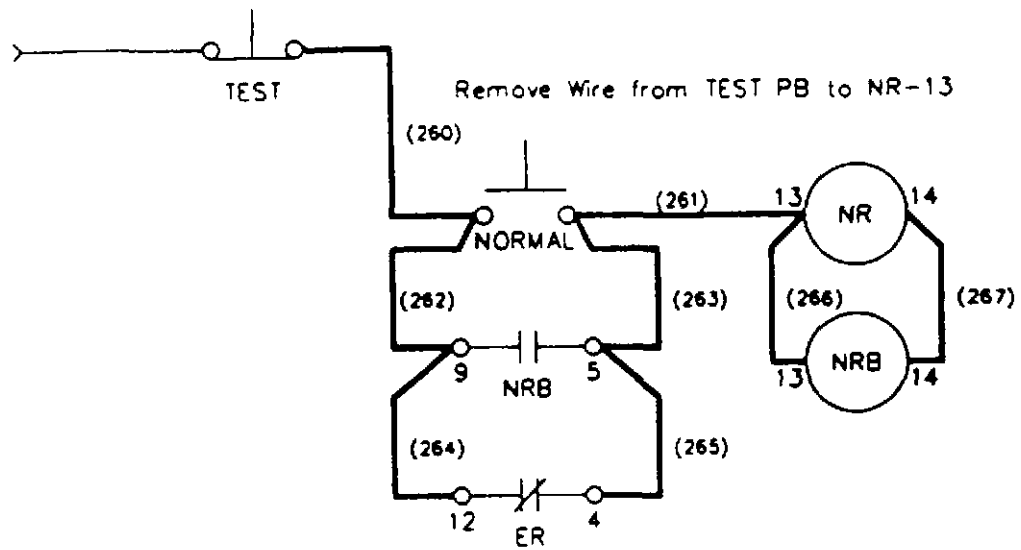 TEST
Remove Wire from TEST PB to NR-13
(260)
(261)
13
14
NR
NORMAL
(262)
(263)
(266)
(267)
9
5
NRB
13
14
NRB
(264)
(265)
12
4
ER